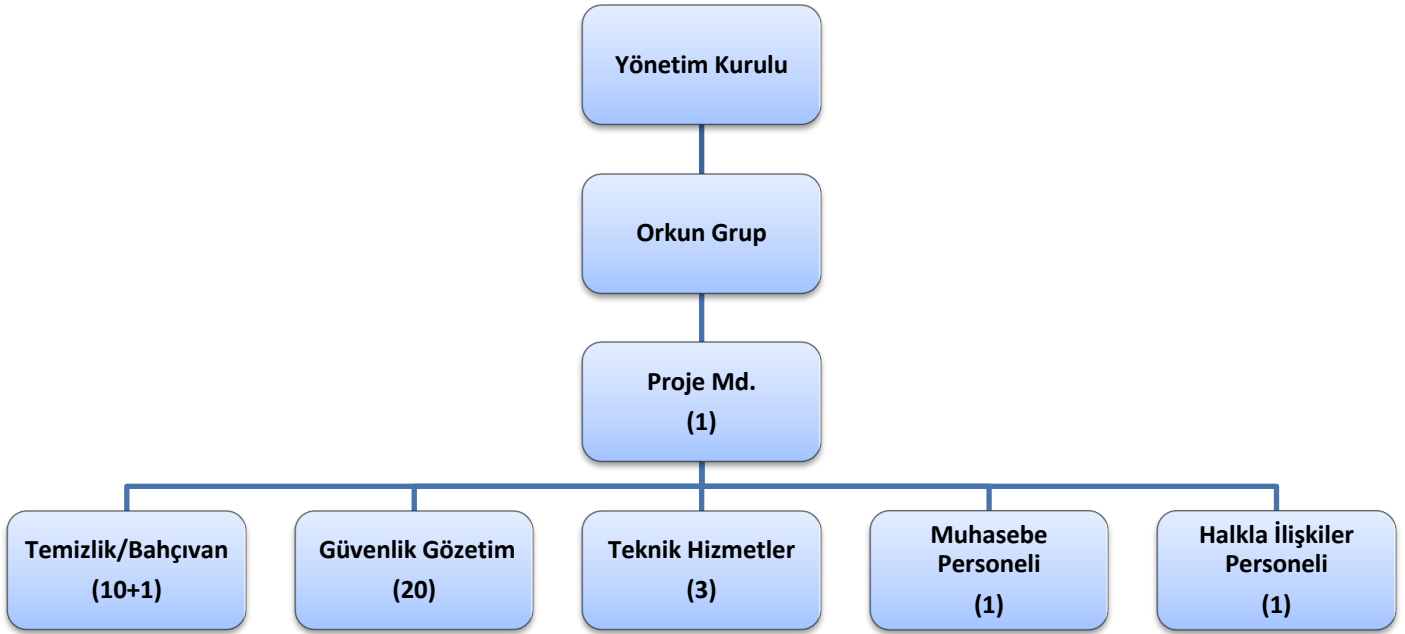 Yönetim Kurulu
Orkun Grup
Proje Md.
(1)
Temizlik/Bahçıvan
(10+1)
Güvenlik Gözetim
(20)
Teknik Hizmetler
(3)
Muhasebe
Personeli
(1)
Halkla İlişkiler
Personeli
(1)